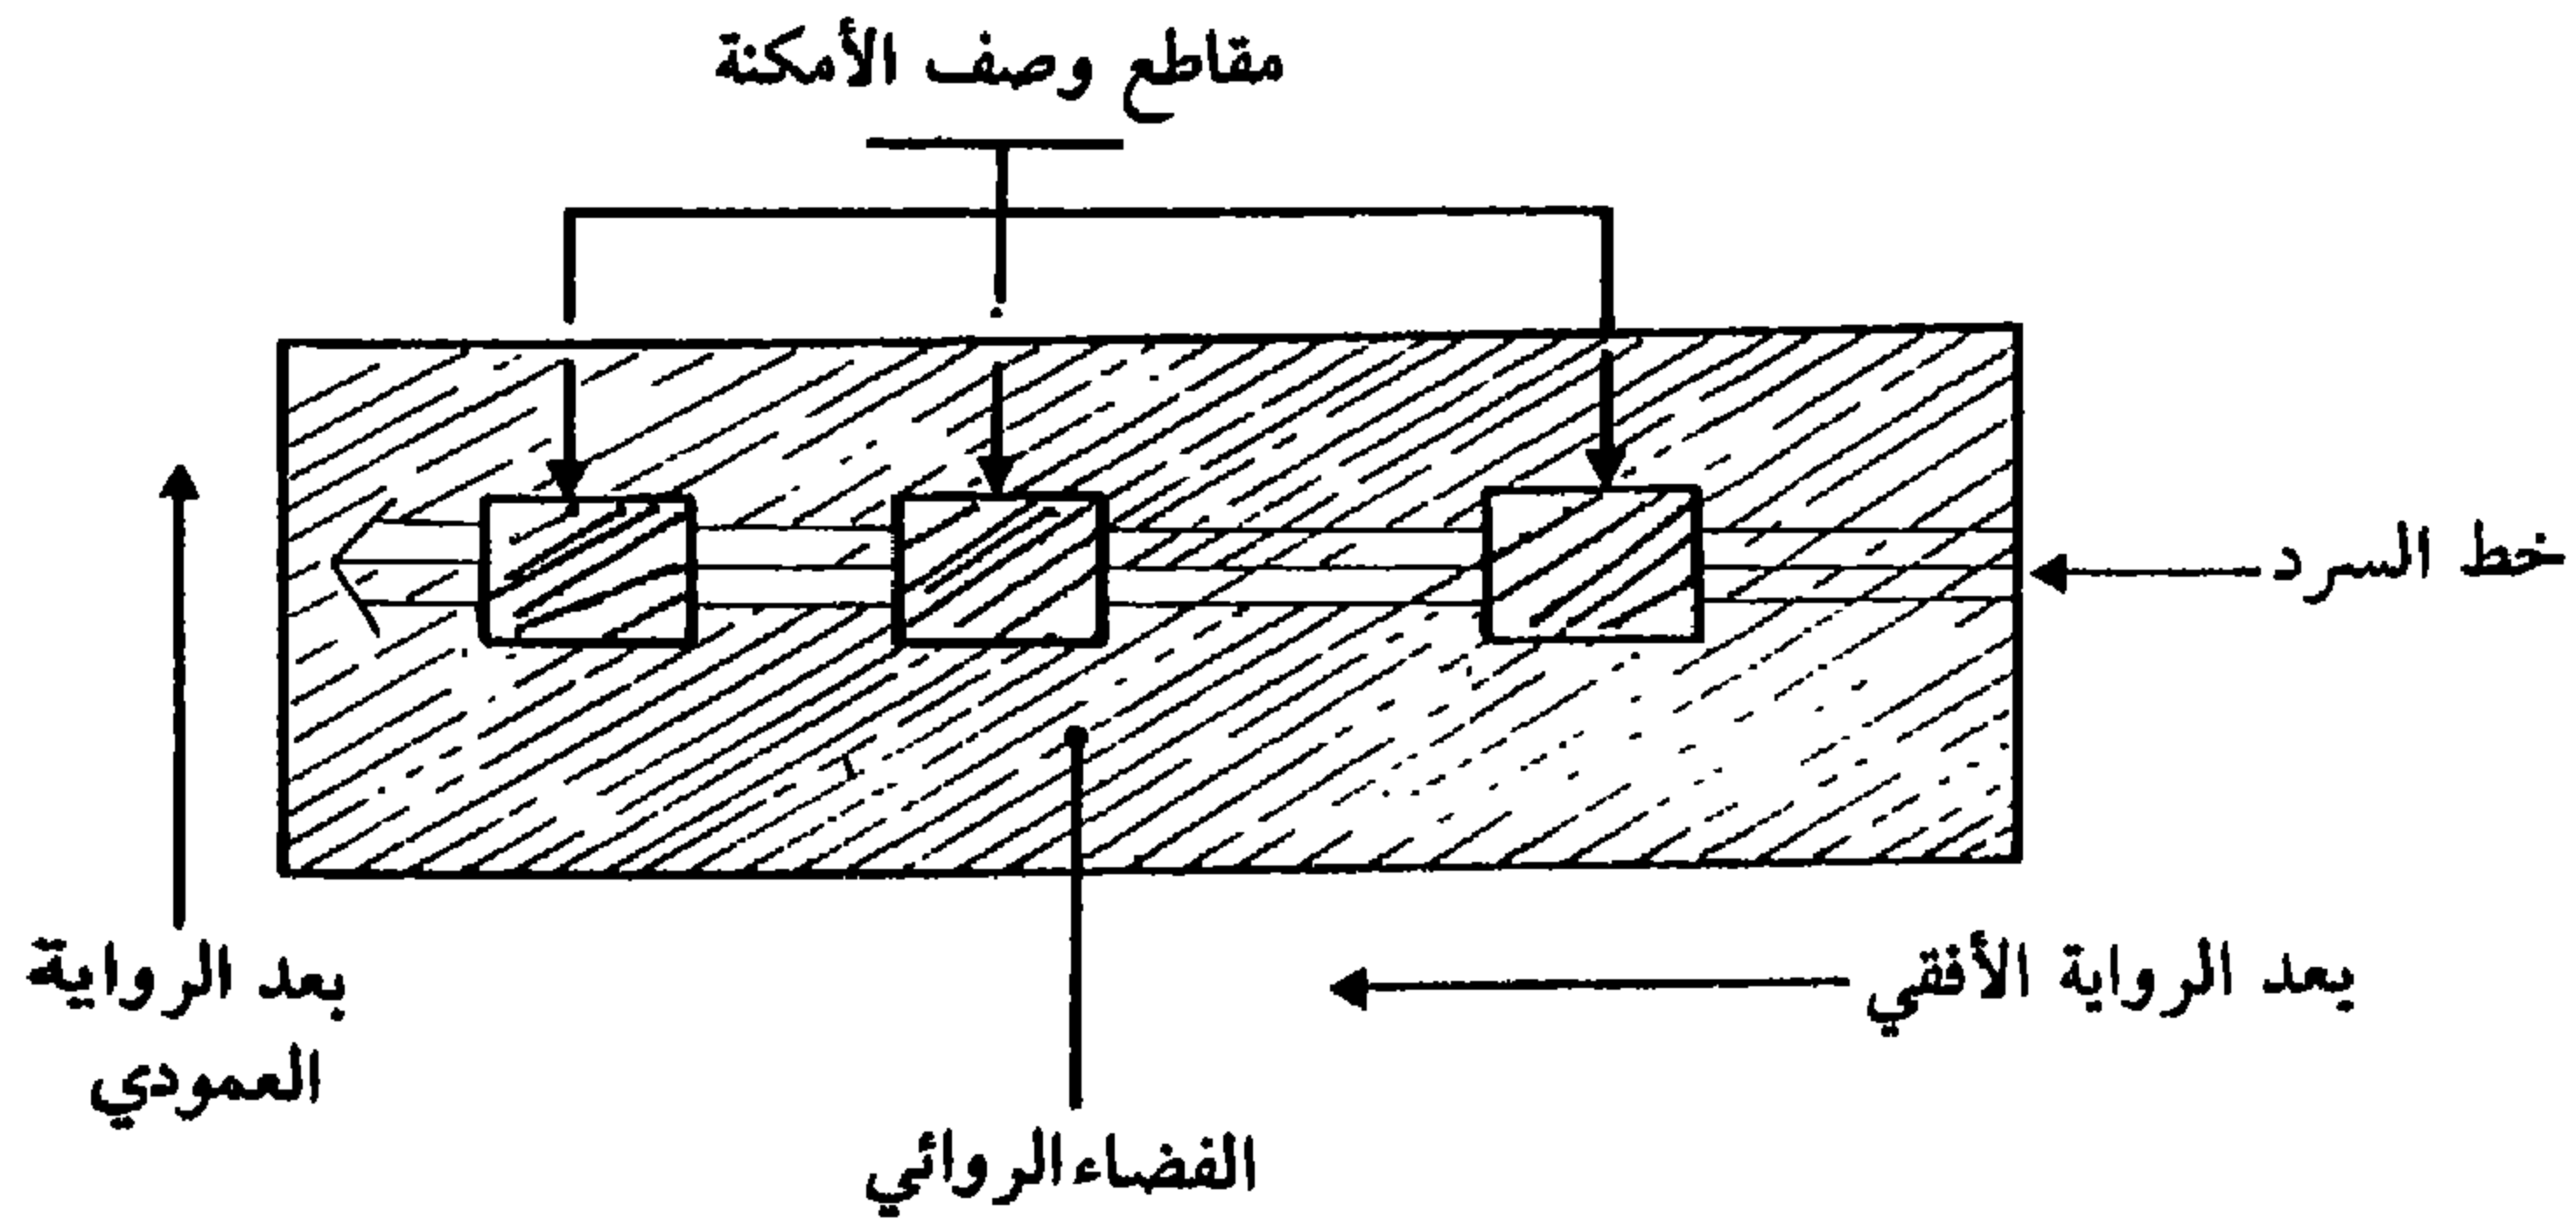 مقاطع وصف الأمكنة
خط السرد
بعد الرواية الأفقي
بعد الرواية
العمودي
الفضاء الروائي